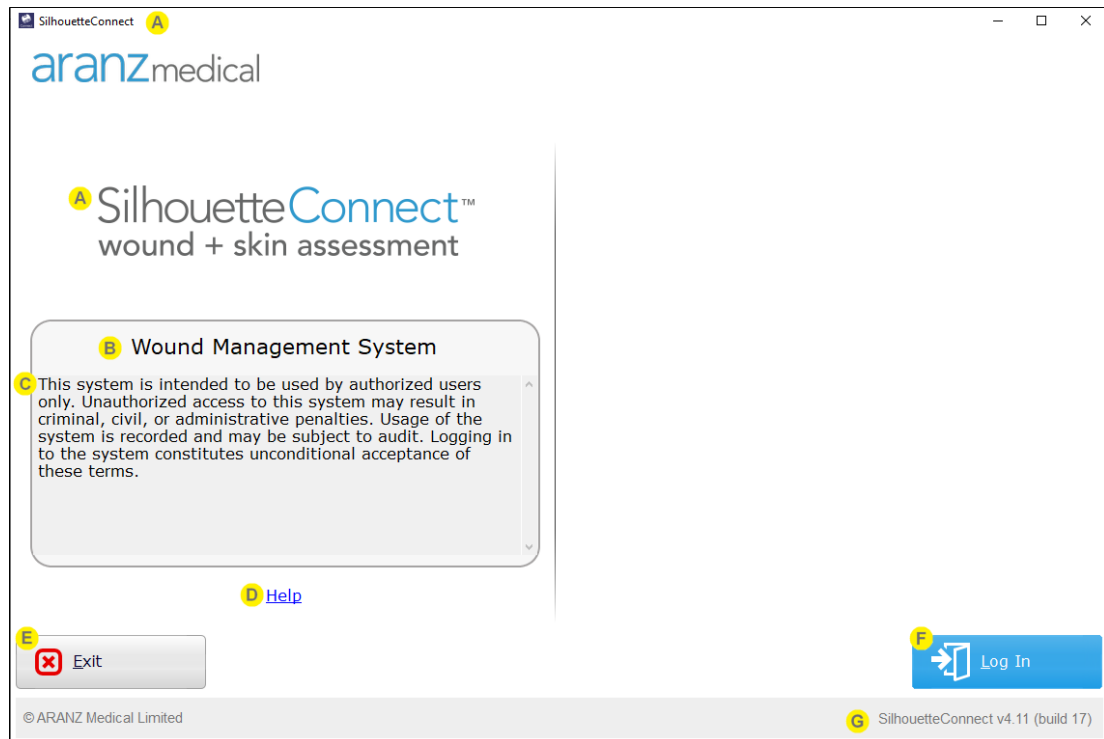 SilhouetteConnect A
aranzmedical
A SilhouetteConnect™
wound + skin assessment
B Wound Management System
C This system is intended to be used by authorized users
only. Unauthorized access to this system may result in
criminal, civil, or administrative penalties. Usage of the
system is recorded and may be subject to audit. Logging in
to the system constitutes unconditional acceptance of
these terms.
D Help
E
Exit
F
Log In
© ARANZ Medical Limited
G SilhouetteConnect v4.11 (build 17)